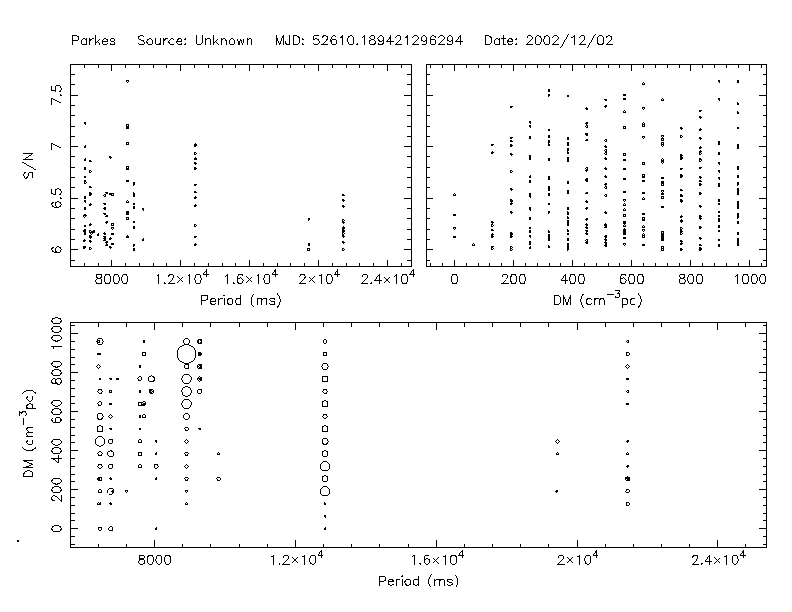 Parkes   Source: Unknown   MJD: 52610.189421296294   Date: 2002/12/02
S/N
6 6.5 7 7.5
8000 1.2×10⁴ 1.6×10⁴ 2×10⁴ 2.4×10⁴
Period (ms)
0 200 400 600 800 1000
DM (cm⁻³pc)
DM (cm⁻³pc)
0 200 400 600 800 1000
8000 1.2×10⁴ 1.6×10⁴ 2×10⁴ 2.4×10⁴
Period (ms)